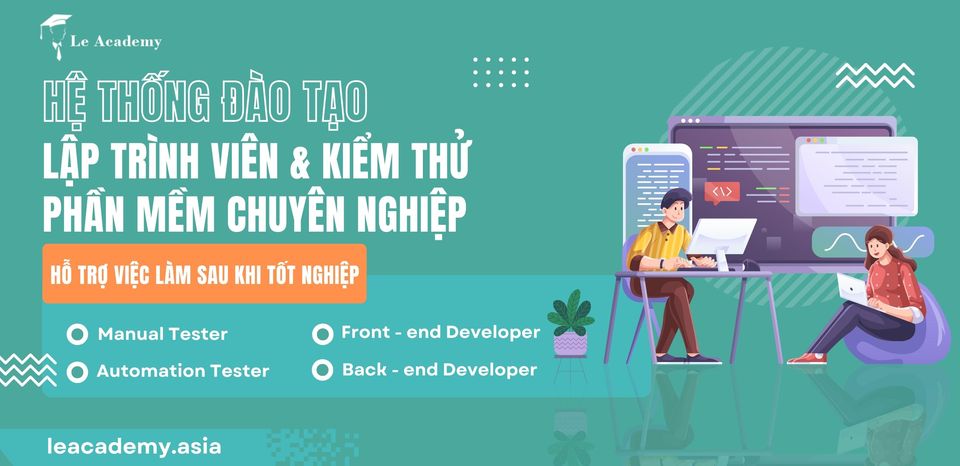 Le Academy
HỆ THỐNG ĐÀO TẠO
LẬP TRÌNH VIÊN & KIỂM THỬ
PHẦN MỀM CHUYÊN NGHIỆP
HỖ TRỢ VIỆC LÀM SAU KHI TỐT NGHIỆP
Manual Tester
Front - end Developer
Automation Tester
Back - end Developer
leacademy.asia